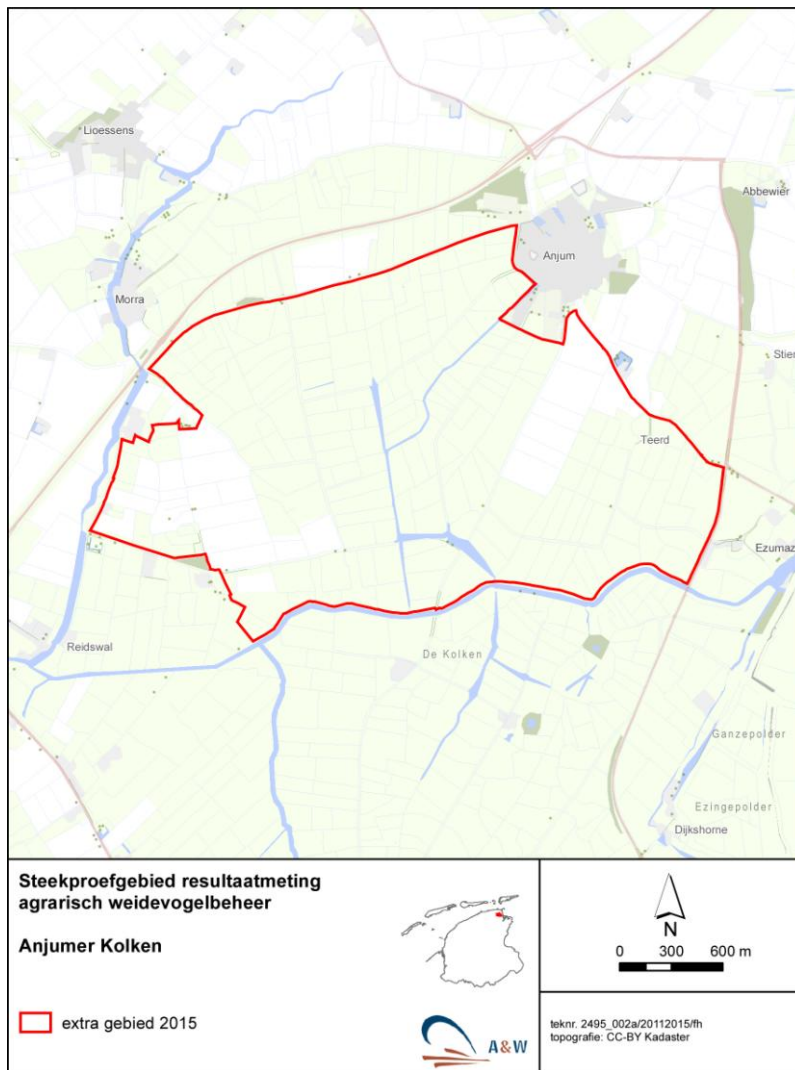 Lioessens
Abbewier
Anjum
Morra
Teerd
Ezumaz
Reidswal
De Kolken
Ganzepolder
Ezingepolder
Dijkshorne
Steekproefgebied resultaatmeting
agrarisch weidevogelbeheer
Anjumer Kolken
extra gebied 2015
A&W
N
0 300 600 m
teknr. 2495_002a/20112015/fh
topografie: CC-BY Kadaster